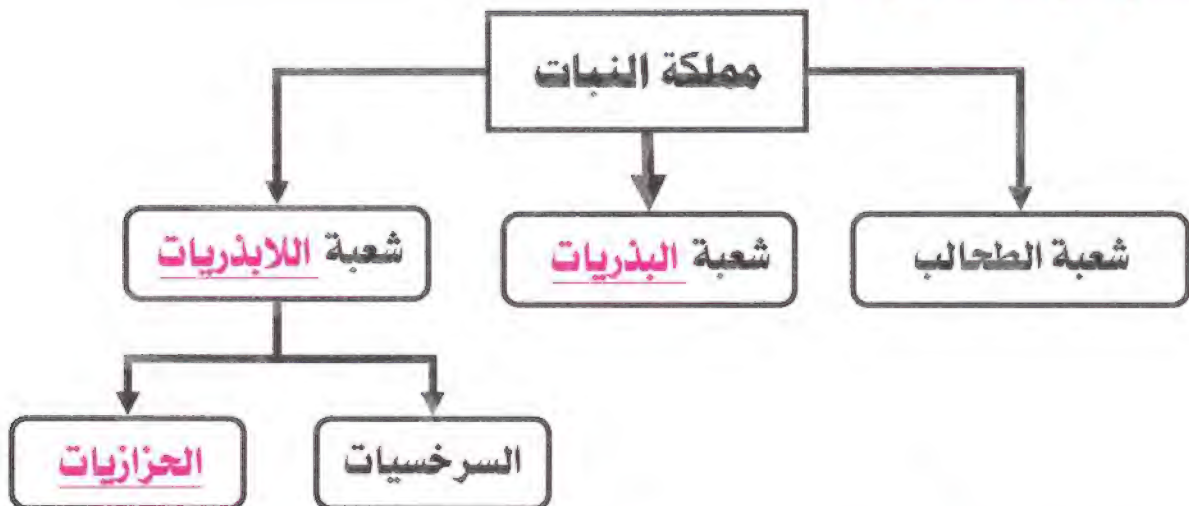 مملكة النبات
شعبة الطحالب
شعبة البذريات
شعبة اللابذريات
السرخسيات
الحزازيات